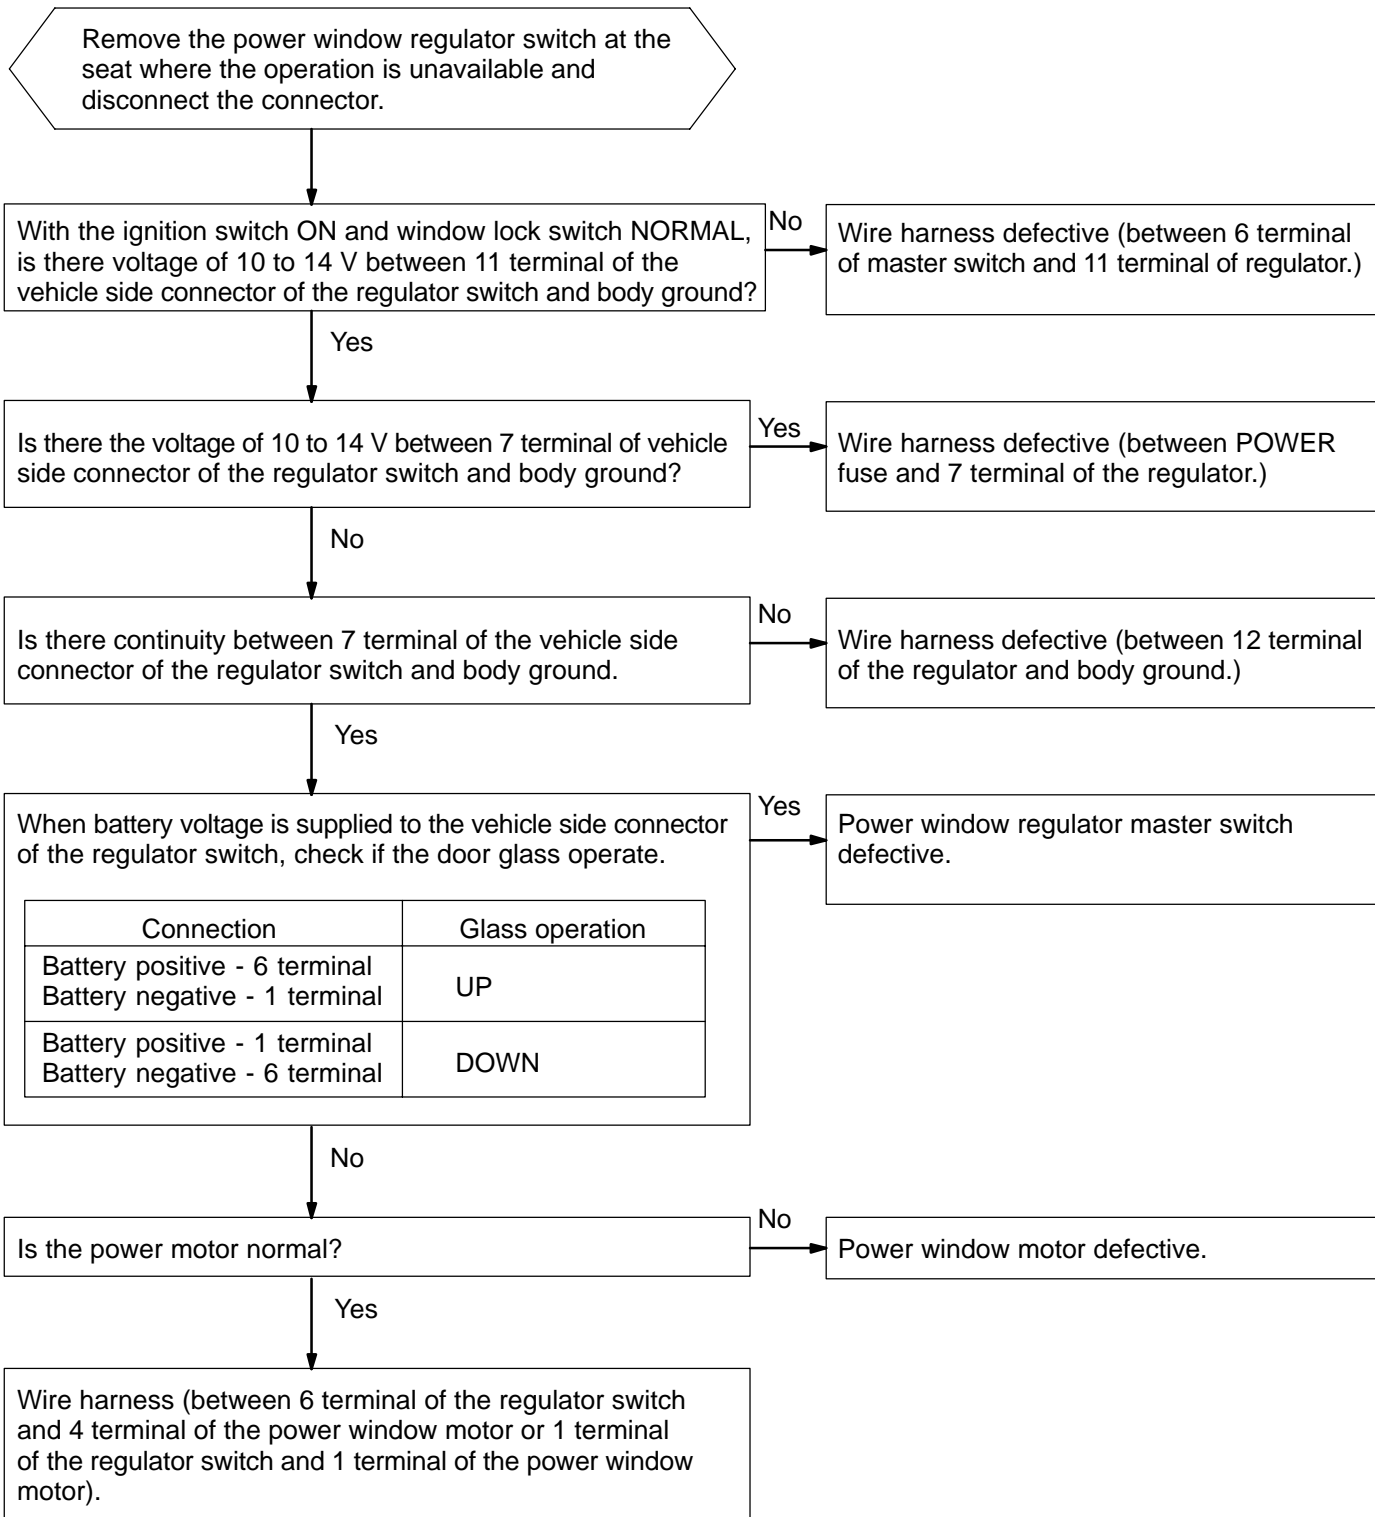 Remove the power window regulator switch at the
seat where the operation is unavailable and
disconnect the connector.
With the ignition switch ON and window lock switch NORMAL,
is there voltage of 10 to 14 V between 11 terminal of the
vehicle side connector of the regulator switch and body ground?
No
Wire harness defective (between 6 terminal
of master switch and 11 terminal of regulator.)
Yes
Is there the voltage of 10 to 14 V between 7 terminal of vehicle
side connector of the regulator switch and body ground?
Yes
Wire harness defective (between POWER
fuse and 7 terminal of the regulator.)
No
Is there continuity between 7 terminal of the vehicle side
connector of the regulator switch and body ground.
No
Wire harness defective (between 12 terminal
of the regulator and body ground.)
Yes
When battery voltage is supplied to the vehicle side connector
of the regulator switch, check if the door glass operate.
Yes
Power window regulator master switch
defective.
Connection Glass operation
Battery positive - 6 terminal
Battery negative - 1 terminal
UP
Battery positive - 1 terminal
Battery negative - 6 terminal
DOWN
No
Is the power motor normal?
No
Power window motor defective.
Yes
Wire harness (between 6 terminal of the regulator switch
and 4 terminal of the power window motor or 1 terminal
of the regulator switch and 1 terminal of the power window
motor).